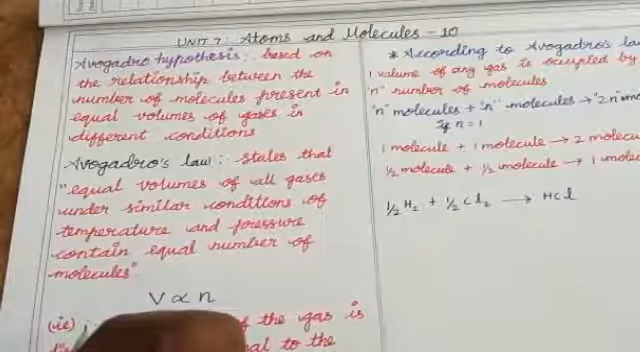 UNIT 7: Atoms and Molecules - 10
Avogadro hypothesis: based on
the relationship between the
number of molecules present in
equal volumes of gases in
different conditions
Avogadro's law: states that
"equal volumes of all gases
under similar conditions of
temperature and pressure
contain equal number of
molecules"
V ∝ n
(ie)
of the gas is
to the
* According to Avogadro's
1 volume of any gas is occupied by
"n" number of molecules
"n" molecules + "n" molecules → "2n"
if n = 1
1 molecule + 1 molecule → 2
1/2 molecule + 1/2 molecule → 1
1/2 H2 + 1/2 Cl2 → HCl